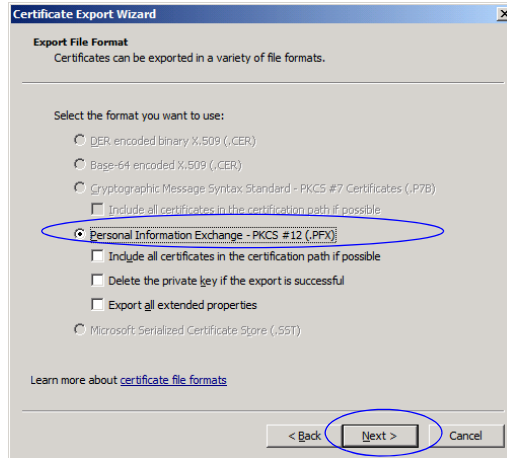 Certificate Export Wizard
Export File Format
Certificates can be exported in a variety of file formats.
Select the format you want to use:
DER encoded binary X.509 (.CER)
Base-64 encoded X.509 (.CER)
Cryptographic Message Syntax Standard - PKCS #7 Certificates (.P7B)
Include all certificates in the certification path if possible
Personal Information Exchange - PKCS #12 (.PFX)
Include all certificates in the certification path if possible
Delete the private key if the export is successful
Export all extended properties
Microsoft Serialized Certificate Store (.SST)
Learn more about certificate file formats
< Back Next > Cancel